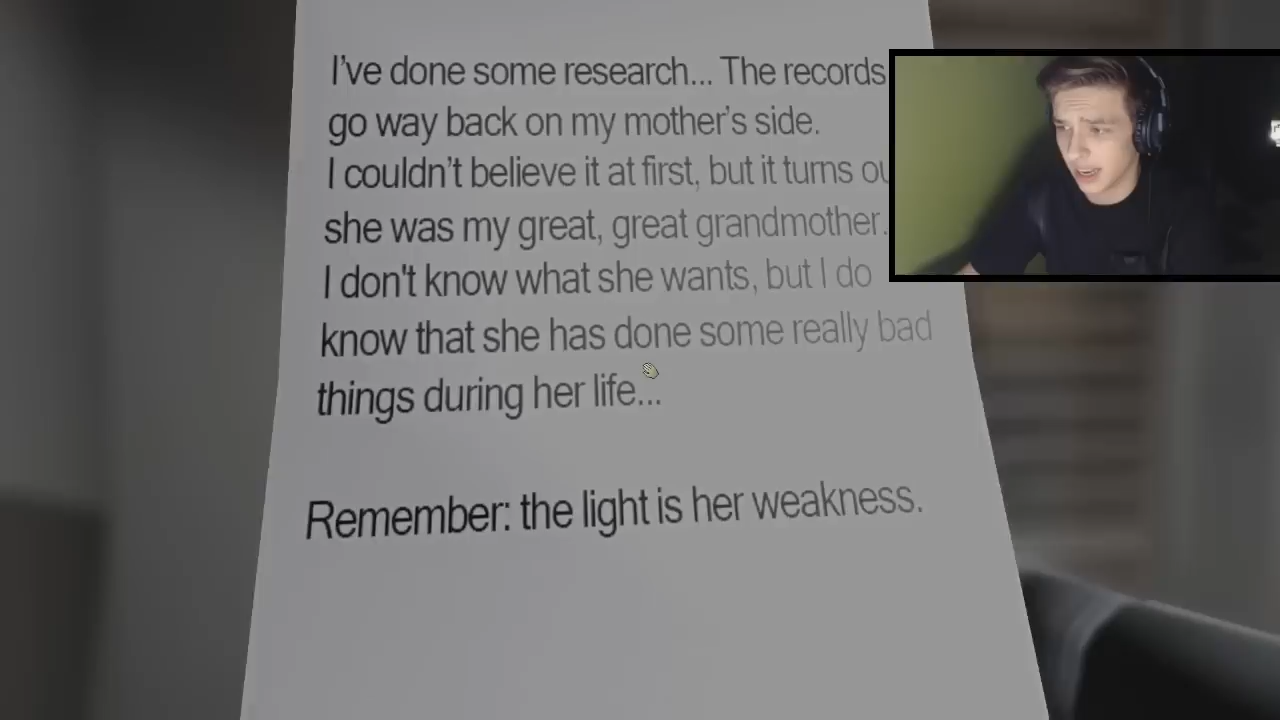 I've done some research... The records
go way back on my mother's side.
I couldn't believe it at first, but it turns
she was my great, great grandmother.
I don't know what she wants, but I do
know that she has done some really bad
things during her life...
Remember: the light is her weakness.